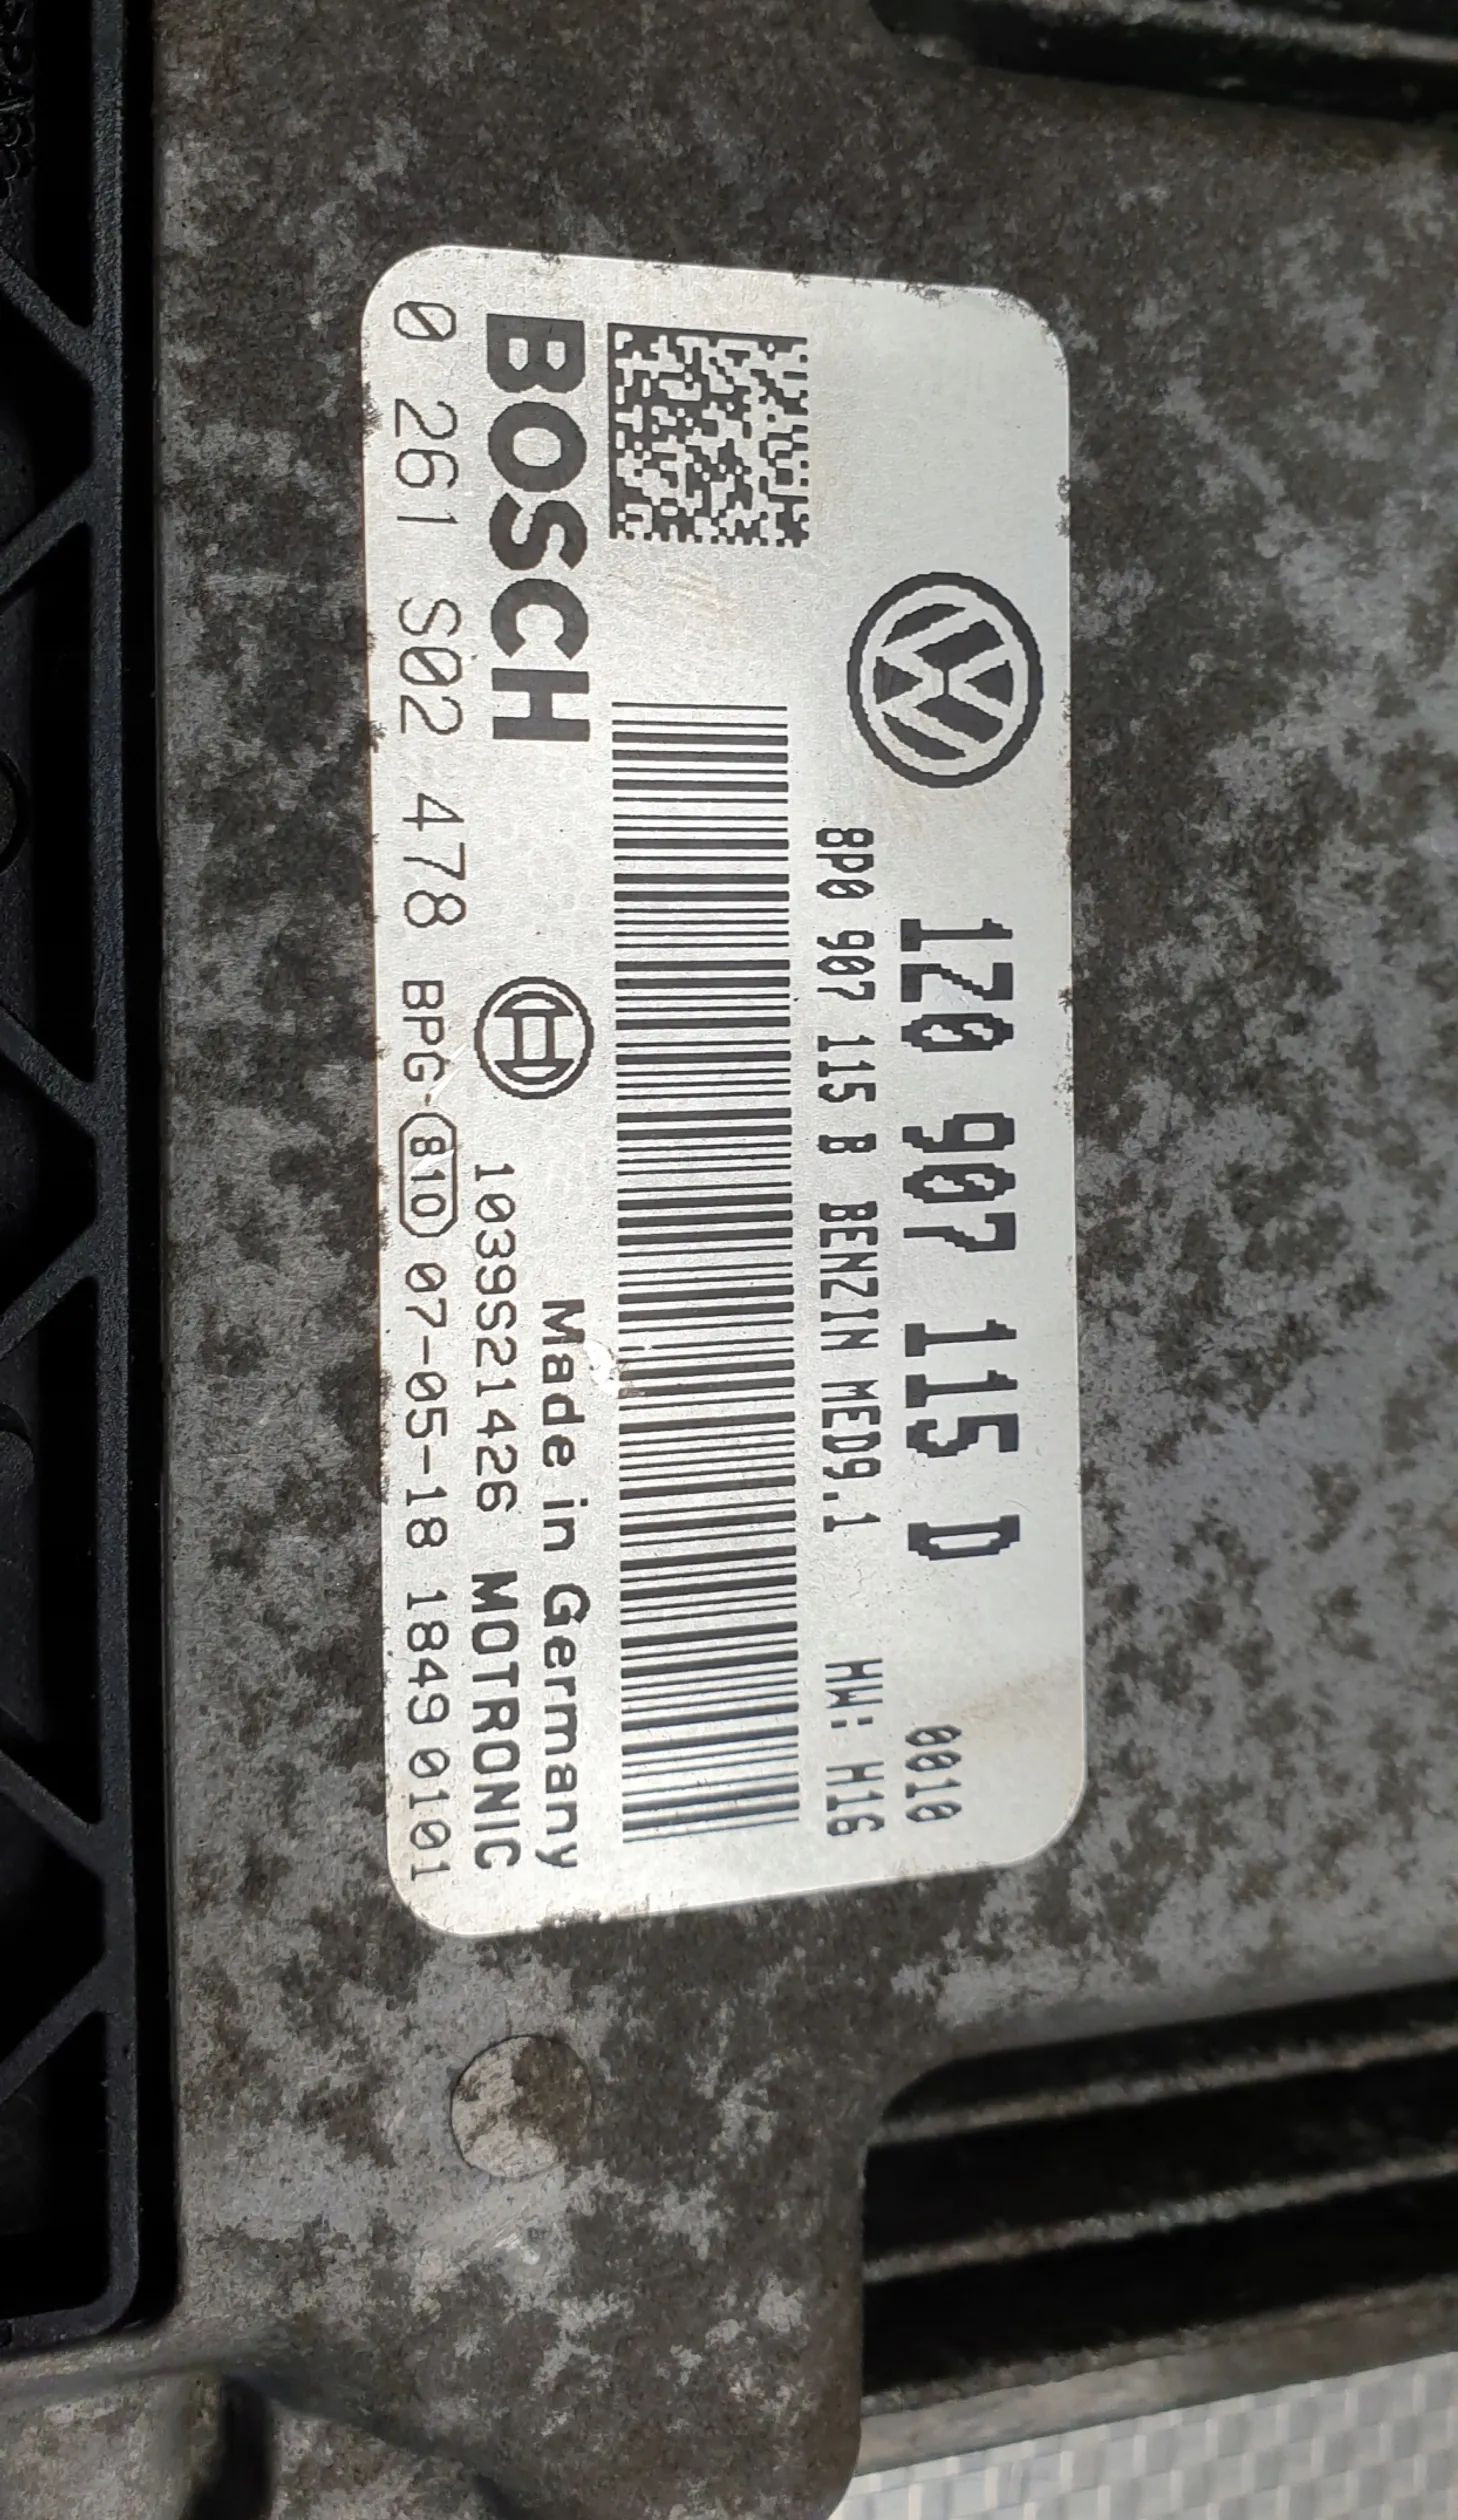 1Z0 907 115 D
0010
8P0 907 115 B BENZIN MED9.1 HW: H16
Made in Germany
BOSCH 1039S21426 MOTRONIC
0 261 S02 478 BPG-810 07-05-18 1849 0101